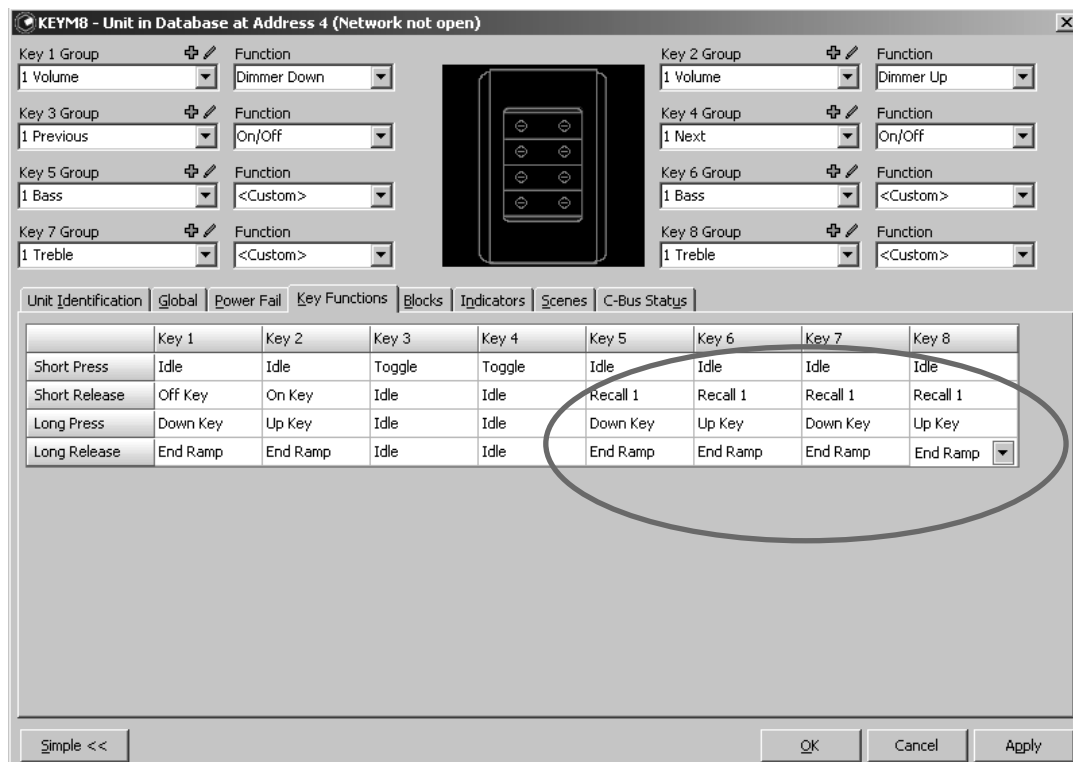 KEYM8 - Unit in Database at Address 4 (Network not open)
Key 1 Group Function Key 2 Group Function
1 Volume Dimmer Down 1 Volume Dimmer Up
Key 3 Group Function Key 4 Group Function
1 Previous On/Off 1 Next On/Off
Key 5 Group Function Key 6 Group Function
1 Bass <Custom> 1 Bass <Custom>
Key 7 Group Function Key 8 Group Function
1 Treble <Custom> 1 Treble <Custom>
Unit Identification Global Power Fail Key Functions Blocks Indicators Scenes C-Bus Status
Key 1 Key 2 Key 3 Key 4 Key 5 Key 6 Key 7 Key 8
Short Press Idle Idle Toggle Toggle Idle Idle Idle Idle
Short Release Off Key On Key Idle Idle Recall 1 Recall 1 Recall 1 Recall 1
Long Press Down Key Up Key Idle Idle Down Key Up Key Down Key Up Key
Long Release End Ramp End Ramp Idle Idle End Ramp End Ramp End Ramp End Ramp
Simple << OK Cancel Apply